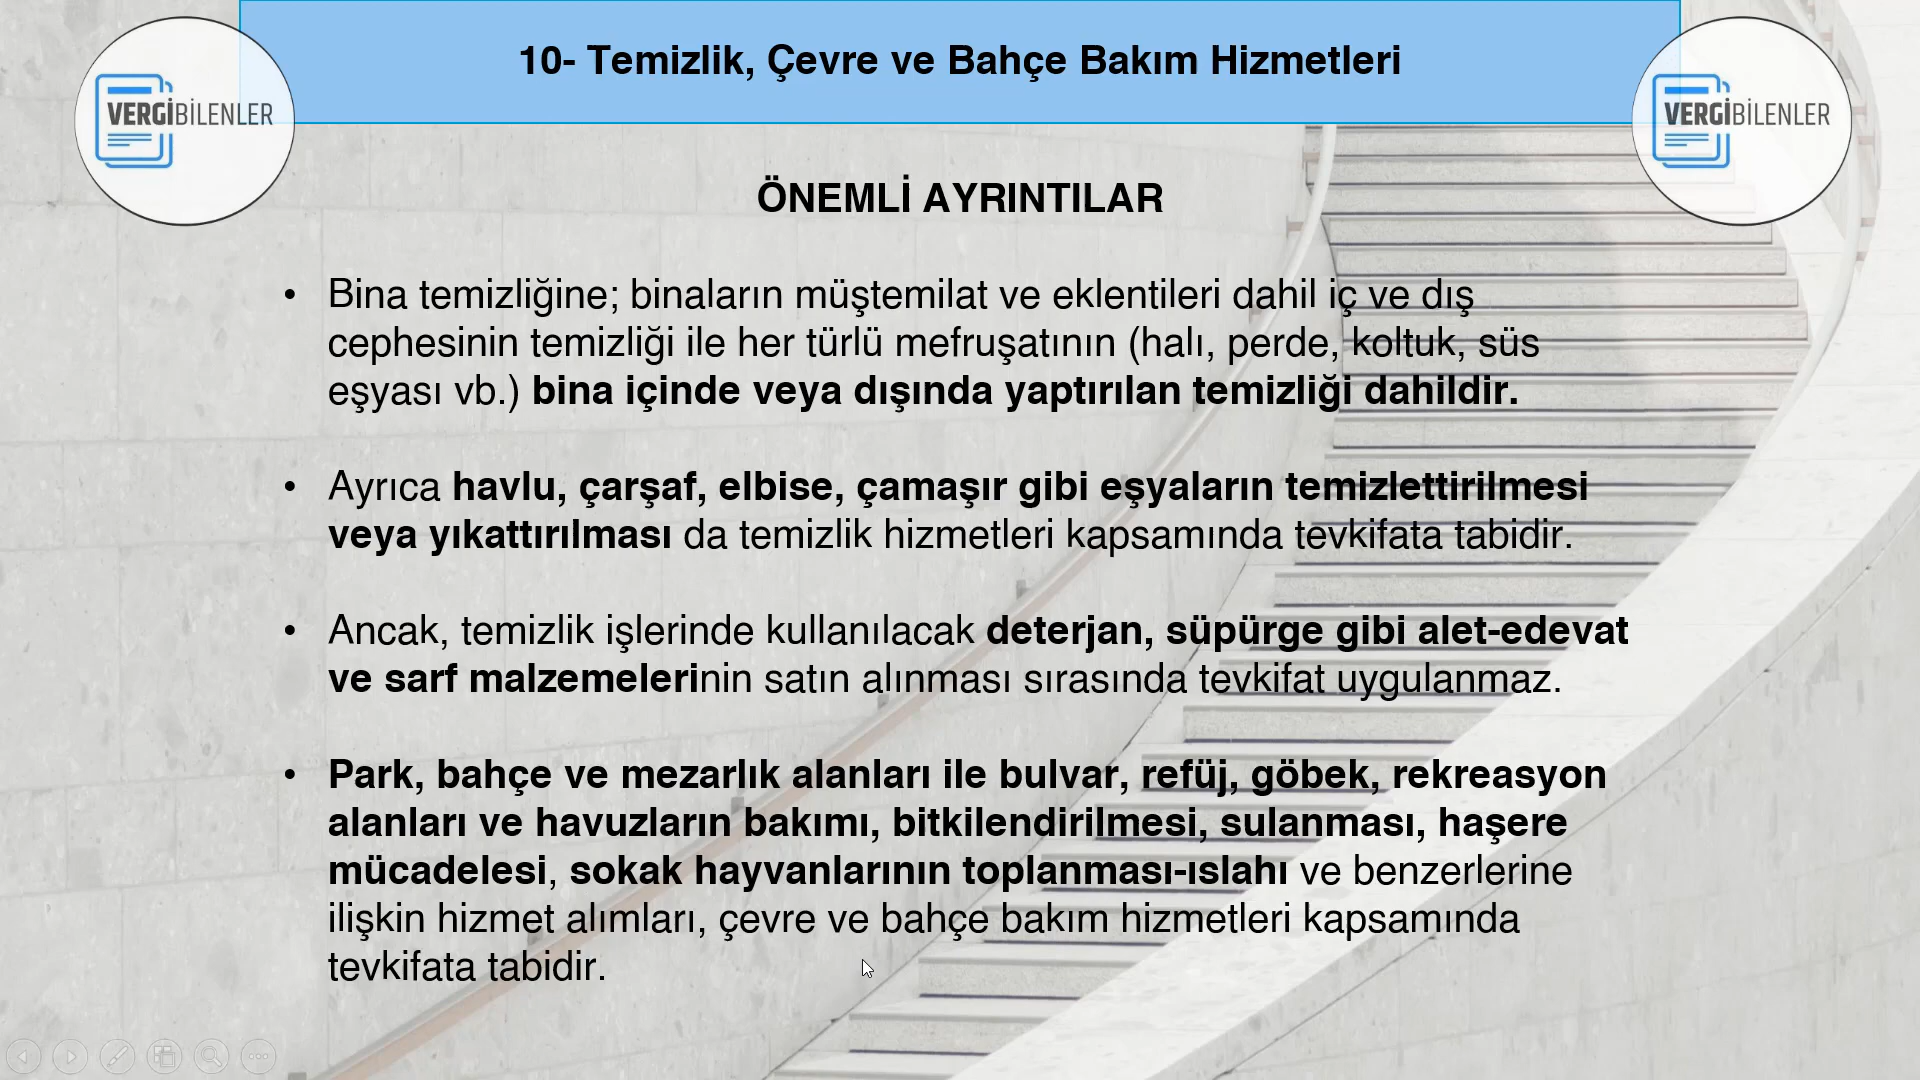 10- Temizlik, Çevre ve Bahçe Bakım Hizmetleri
VERGİBİLENLER
VERGİBİLENLER
ÖNEMLİ AYRINTILAR
• Bina temizliğine; binaların müştemilat ve eklentileri dahil iç ve dış
cephesinin temizliği ile her türlü mefruşatının (halı, perde, koltuk, süs
eşyası vb.) bina içinde veya dışında yaptırılan temizliği dahildir.
• Ayrıca havlu, çarşaf, elbise, çamaşır gibi eşyaların temizlettirilmesi
veya yıkattırılması da temizlik hizmetleri kapsamında tevkifata tabidir.
• Ancak, temizlik işlerinde kullanılacak deterjan, süpürge gibi alet-edevat
ve sarf malzemelerinin satın alınması sırasında tevkifat uygulanmaz.
• Park, bahçe ve mezarlık alanları ile bulvar, refüj, göbek, rekreasyon
alanları ve havuzların bakımı, bitkilendirilmesi, sulanması, haşere
mücadelesi, sokak hayvanlarının toplanması-ıslahı ve benzerlerine
ilişkin hizmet alımları, çevre ve bahçe bakım hizmetleri kapsamında
tevkifata tabidir.